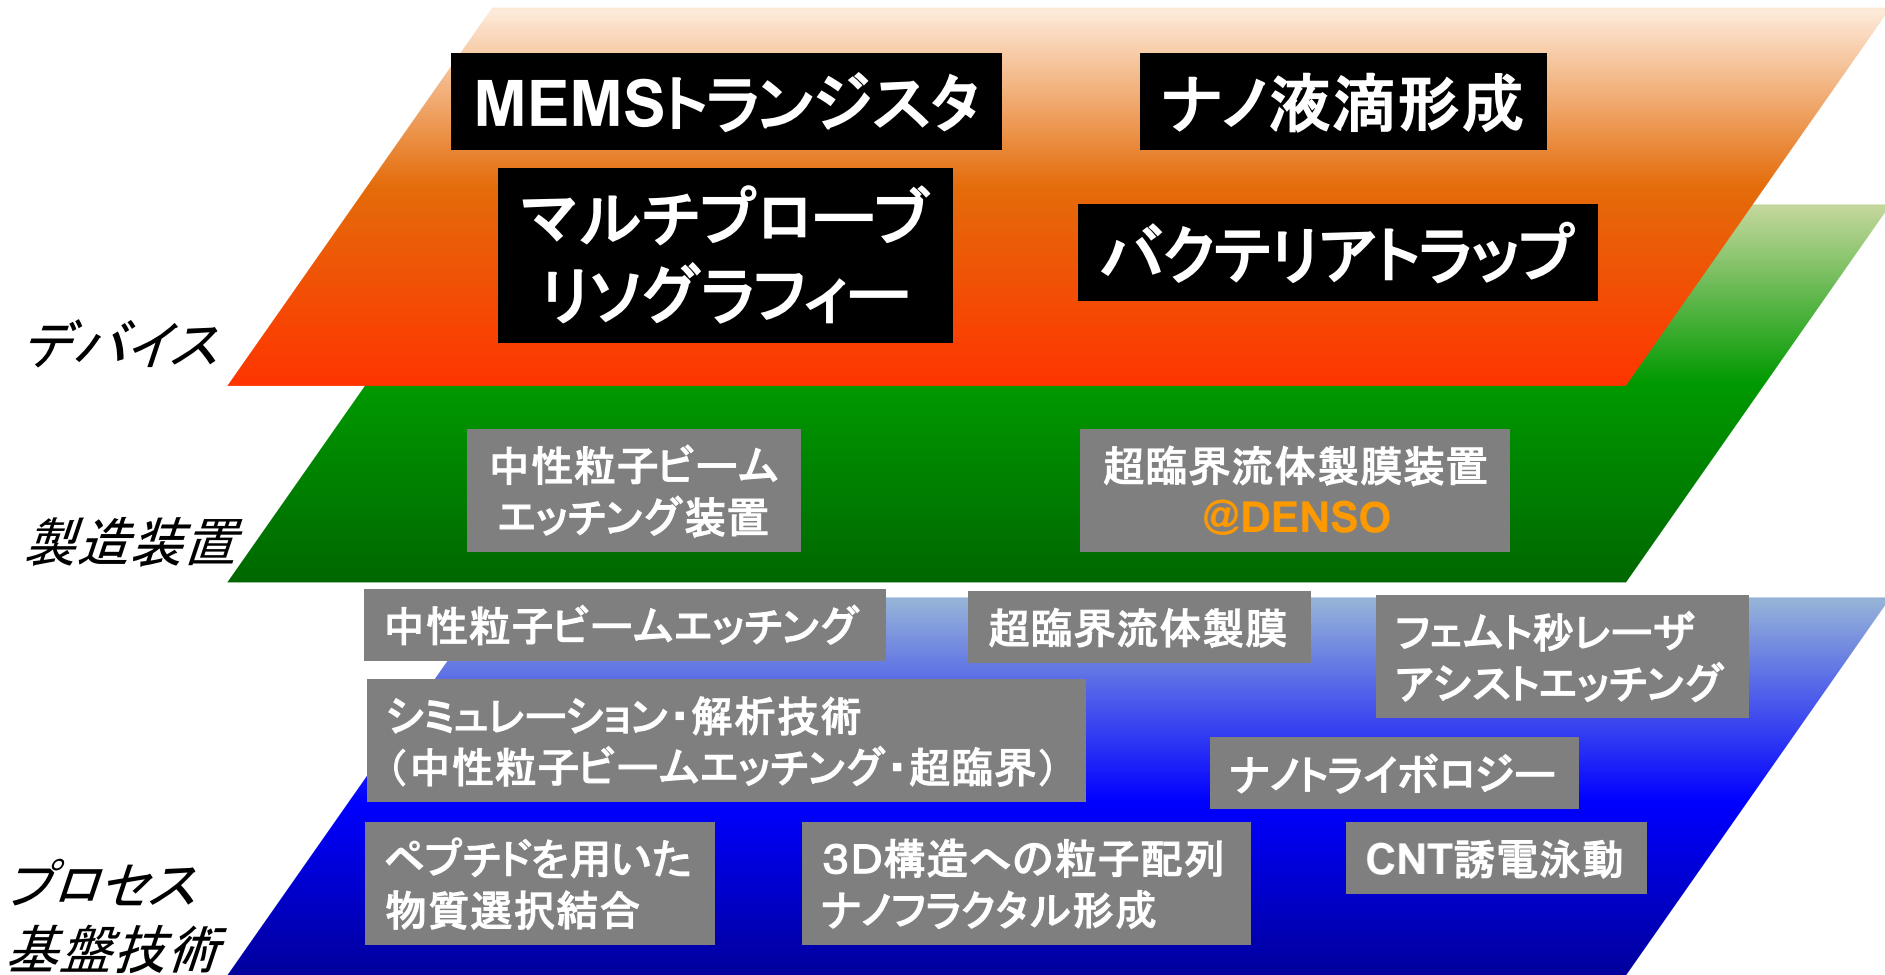 MEMSトランジスタ
ナノ液滴形成
マルチプローブ
リソグラフィー
バクテリアトラップ
デバイス
中性粒子ビーム
エッチング装置
超臨界流体製膜装置
@DENSO
製造装置
中性粒子ビームエッチング
超臨界流体製膜
フェムト秒レーザ
アシストエッチング
シミュレーション・解析技術
（中性粒子ビームエッチング・超臨界）
ナノトライボロジー
ペプチドを用いた
物質選択結合
３Ｄ構造への粒子配列
ナノフラクタル形成
CNT誘電泳動
プロセス
基盤技術